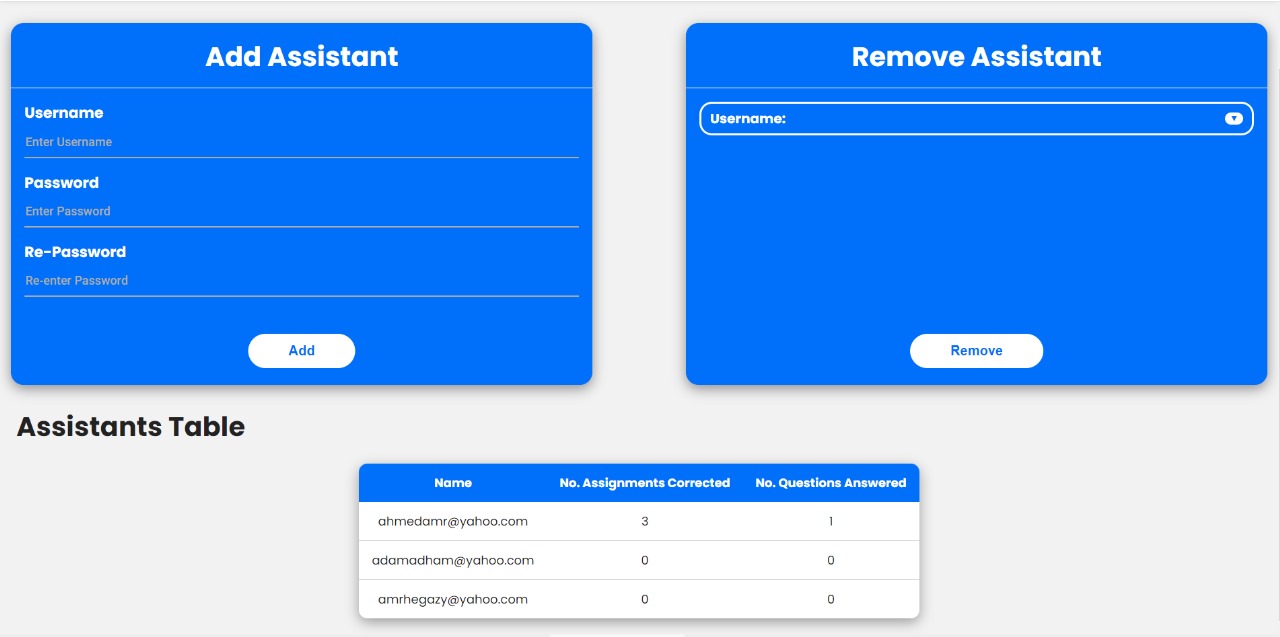 Add Assistant
Username
Enter Username
Password
Enter Password
Re-Password
Re-enter Password
Add
Remove Assistant
Username:
Remove
Assistants Table
Name No. Assignments Corrected No. Questions Answered
ahmedamr@yahoo.com 3 1
adamadham@yahoo.com 0 0
amrhegazy@yahoo.com 0 0